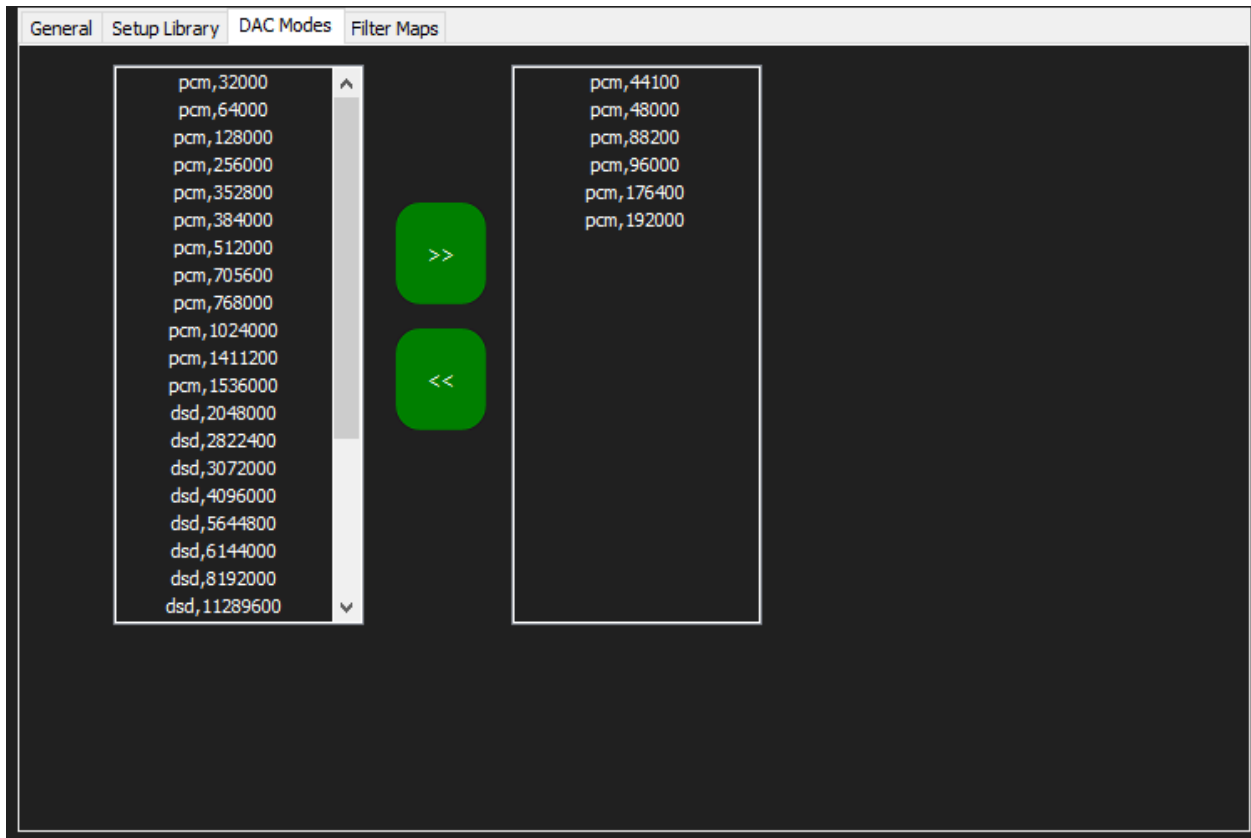 General Setup Library DAC Modes Filter Maps
pcm,32000
pcm,64000
pcm,128000
pcm,256000
pcm,352800
pcm,384000
pcm,512000
pcm,705600
pcm,768000
pcm,1024000
pcm,1411200
pcm,1536000
dsd,2048000
dsd,2822400
dsd,3072000
dsd,4096000
dsd,5644800
dsd,6144000
dsd,8192000
dsd,11289600
>>
<<
pcm,44100
pcm,48000
pcm,88200
pcm,96000
pcm,176400
pcm,192000